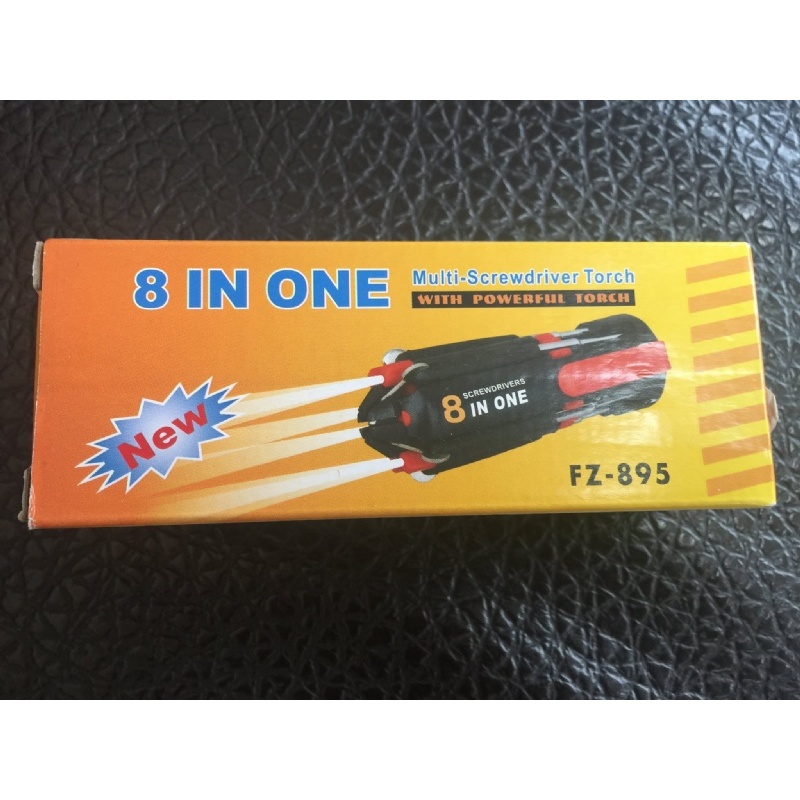 8 IN ONE
Multi-Screwdriver Torch
WITH POWERFUL TORCH
New
SCREWDRIVERS
8 IN ONE
FZ-895